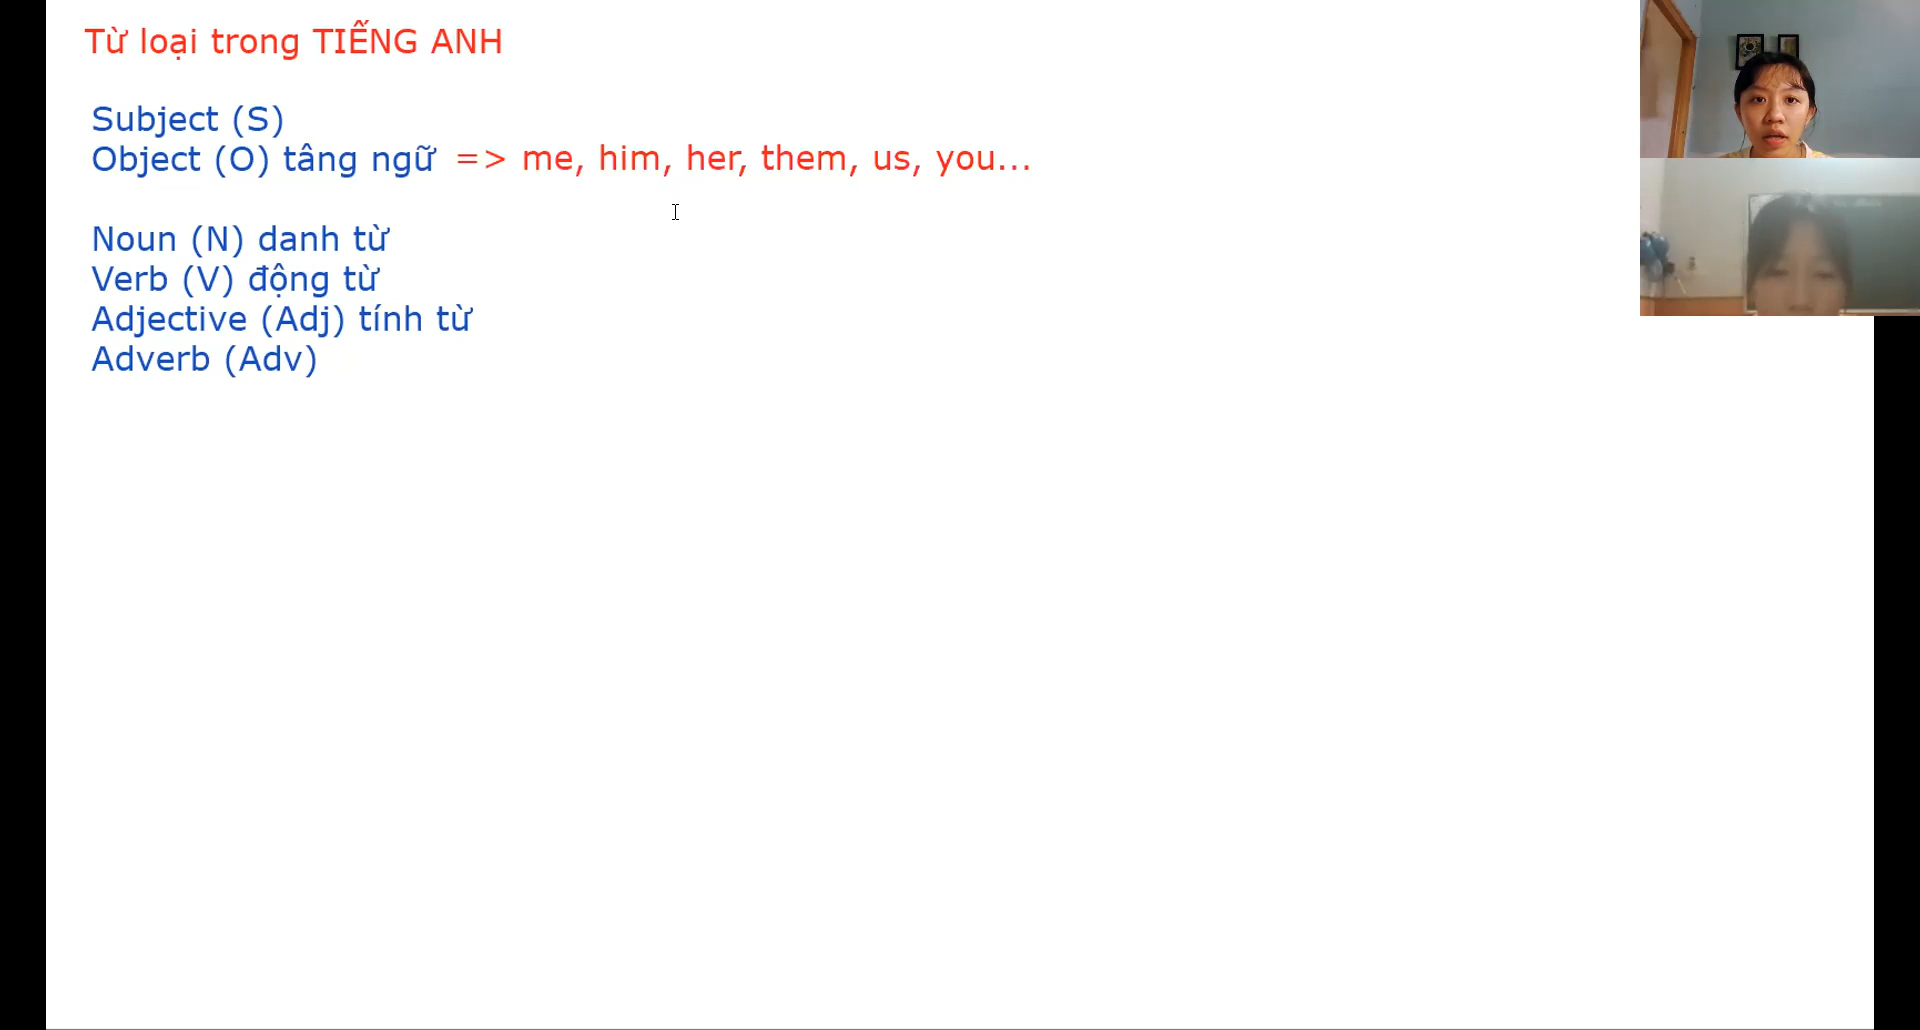 Từ loại trong TIẾNG ANH
Subject (S)
Object (O) tâng ngữ => me, him, her, them, us, you...
Noun (N) danh từ
Verb (V) động từ
Adjective (Adj) tính từ
Adverb (Adv)